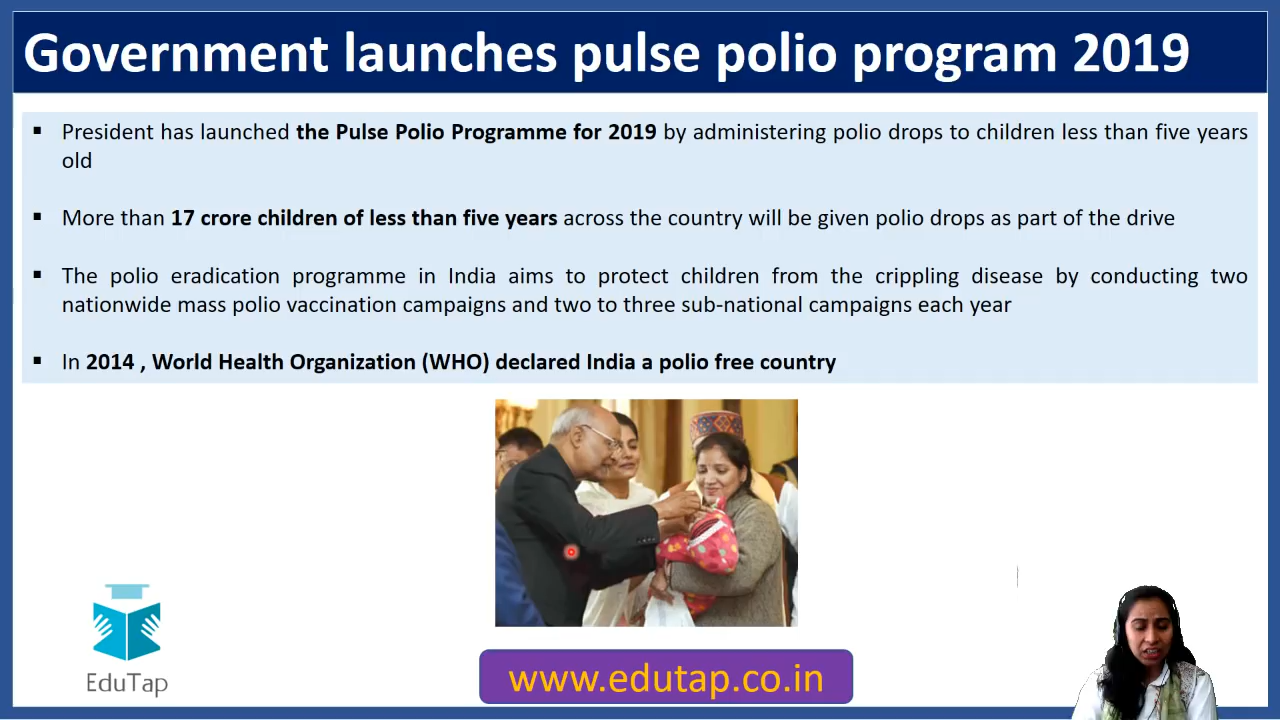 Government launches pulse polio program 2019
▪ President has launched the Pulse Polio Programme for 2019 by administering polio drops to children less than five years
old
▪ More than 17 crore children of less than five years across the country will be given polio drops as part of the drive
▪ The polio eradication programme in India aims to protect children from the crippling disease by conducting two
nationwide mass polio vaccination campaigns and two to three sub-national campaigns each year
▪ In 2014 , World Health Organization (WHO) declared India a polio free country
EduTap
www.edutap.co.in